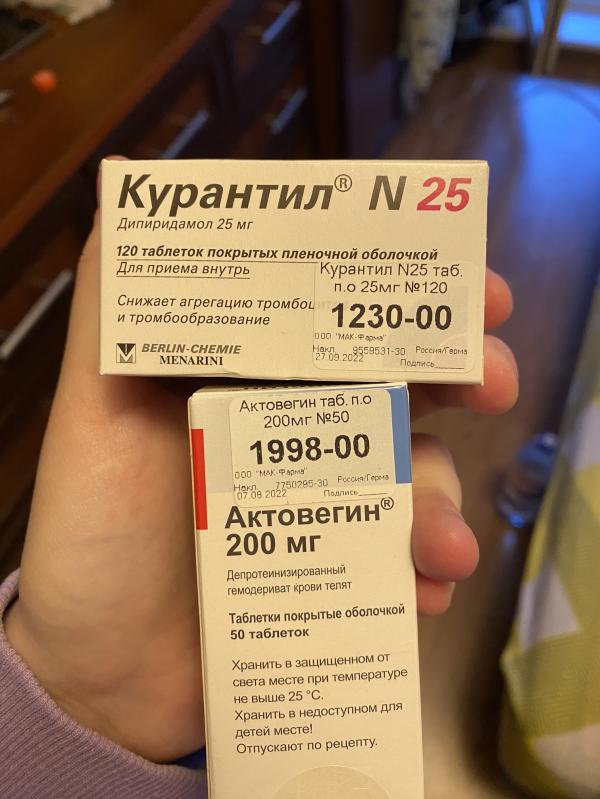 Курантил® N 25
Дипиридамол 25 мг
120 таблеток покрытых пленочной оболочкой
Для приема внутрь
Снижает агрегацию
и тромбообразование
BERLIN-CHEMIE
MENARINI
Курантил N25 таб.
п.о 25мг №120
1230-00
ООО "МАК-Фарма"
Накл. 9559531-30 Россия/Герма
27.09.2022 Подпись
Актовегин таб. п.о
200мг №50
1998-00
ООО "МАК-Фарма"
Накл. 7750295-30 Россия/Герма
07.09.2022 Подпись
Актовегин®
200 мг
Депротеинизированный
гемодериват крови телят
Таблетки покрытые оболочкой
50 таблеток
Хранить в защищенном от
света месте при температуре
не выше 25 °C.
Хранить в недоступном для
детей месте!
Отпускают по рецепту.